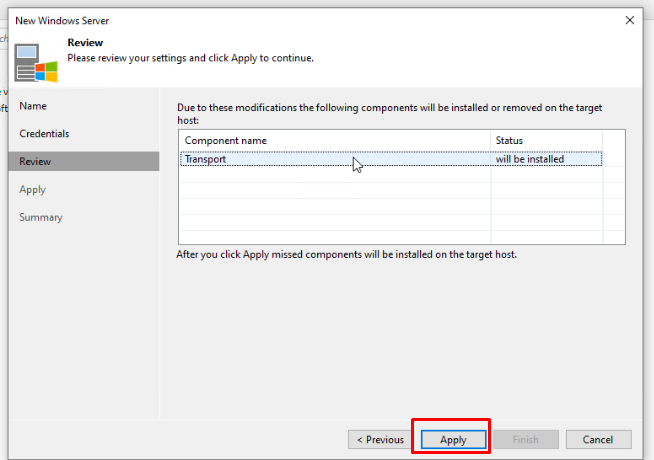 New Windows Server
Review
Please review your settings and click Apply to continue.
Name
Credentials
Review
Apply
Summary
Due to these modifications the following components will be installed or removed on the target
host:
Component name Status
Transport will be installed
After you click Apply missed components will be installed on the target host.
< Previous Apply Finish Cancel